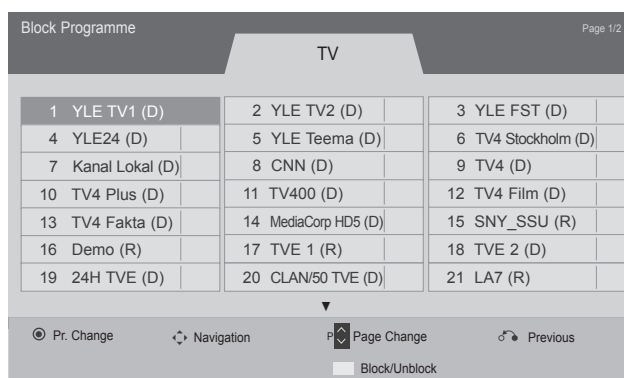 Block Programme
Page 1/2
TV
1 YLE TV1 (D) 2 YLE TV2 (D) 3 YLE FST (D)
4 YLE24 (D) 5 YLE Teema (D) 6 TV4 Stockholm (D)
7 Kanal Lokal (D) 8 CNN (D) 9 TV4 (D)
10 TV4 Plus (D) 11 TV400 (D) 12 TV4 Film (D)
13 TV4 Fakta (D) 14 MediaCorp HD5 (D) 15 SNY_SSU (R)
16 Demo (R) 17 TVE 1 (R) 18 TVE 2 (D)
19 24H TVE (D) 20 CLAN/50 TVE (D) 21 LA7 (R)
Pr. Change Navigation P Page Change Previous
Block/Unblock